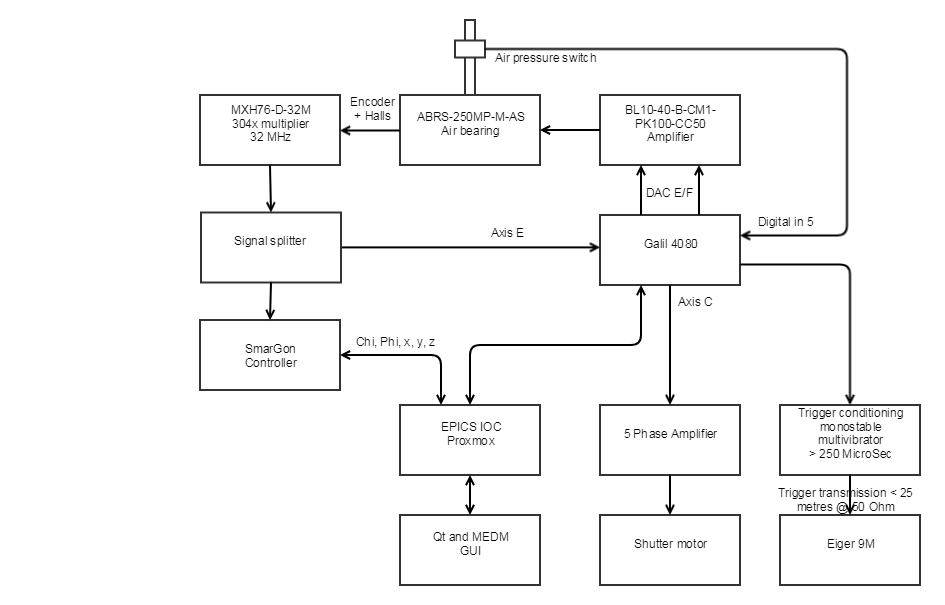 Air pressure switch
MXH76-D-32M
304x multiplier
32 MHz
Encoder
+ Halls
ABRS-250MP-M-AS
Air bearing
BL10-40-B-CM1-
PK100-CC50
Amplifier
DAC E/F
Digital in 5
Signal splitter
Axis E
Galil 4080
Axis C
SmarGon
Controller
Chi, Phi, x, y, z
EPICS IOC
Proxmox
5 Phase Amplifier
Trigger conditioning
monostable
multivibrator
> 250 MicroSec
Trigger transmission < 25
metres @ 50 Ohm
Qt and MEDM
GUI
Shutter motor
Eiger 9M